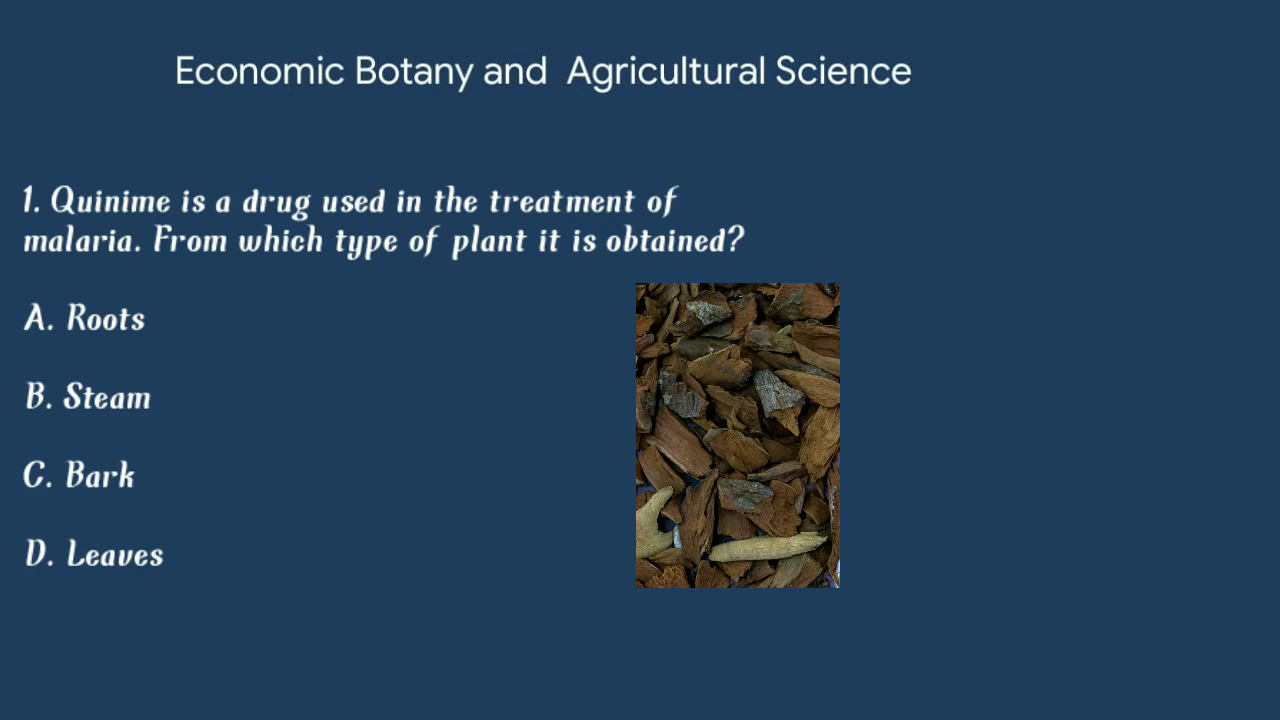 Economic Botany and Agricultural Science
1. Quinime is a drug used in the treatment of
malaria. From which type of plant it is obtained?
A. Roots
B. Steam
C. Bark
D. Leaves